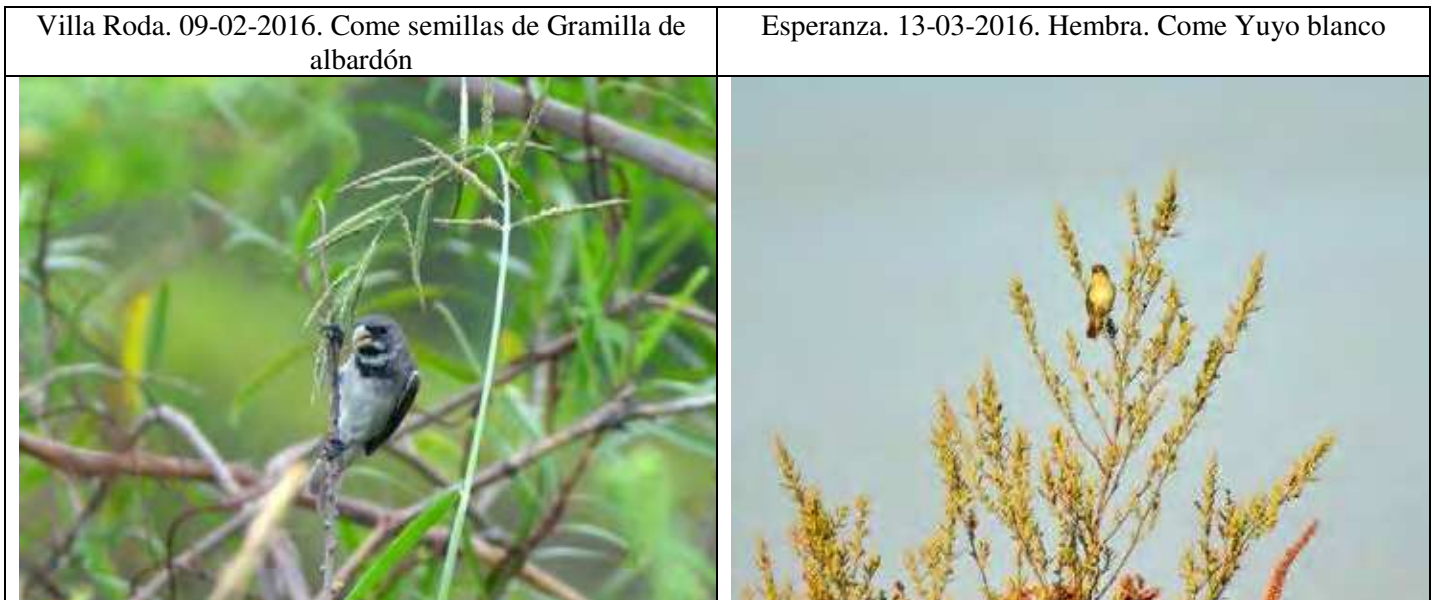 Villa Roda. 09-02-2016. Come semillas de Gramilla de
albardón
Esperanza. 13-03-2016. Hembra. Come Yuyo blanco